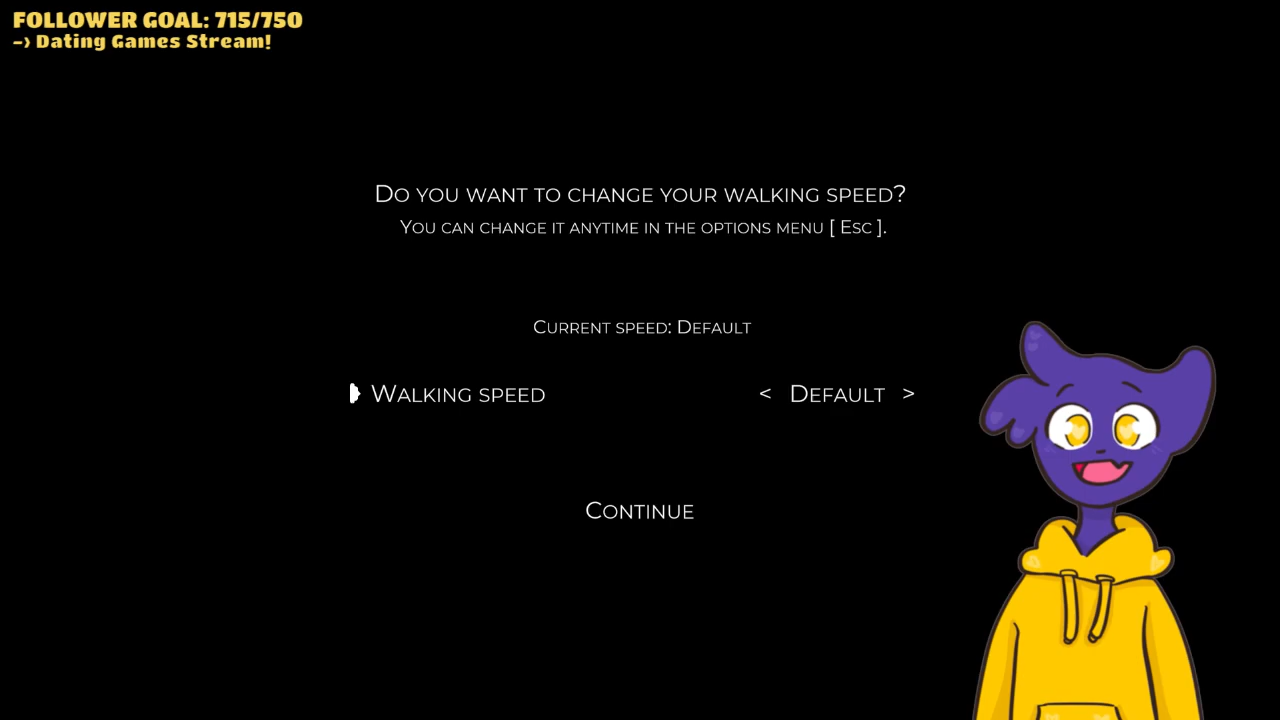 FOLLOWER GOAL: 715/750
-> Dating Games Stream!
DO YOU WANT TO CHANGE YOUR WALKING SPEED?
YOU CAN CHANGE IT ANYTIME IN THE OPTIONS MENU [ ESC ].
CURRENT SPEED: DEFAULT
WALKING SPEED < DEFAULT >
CONTINUE